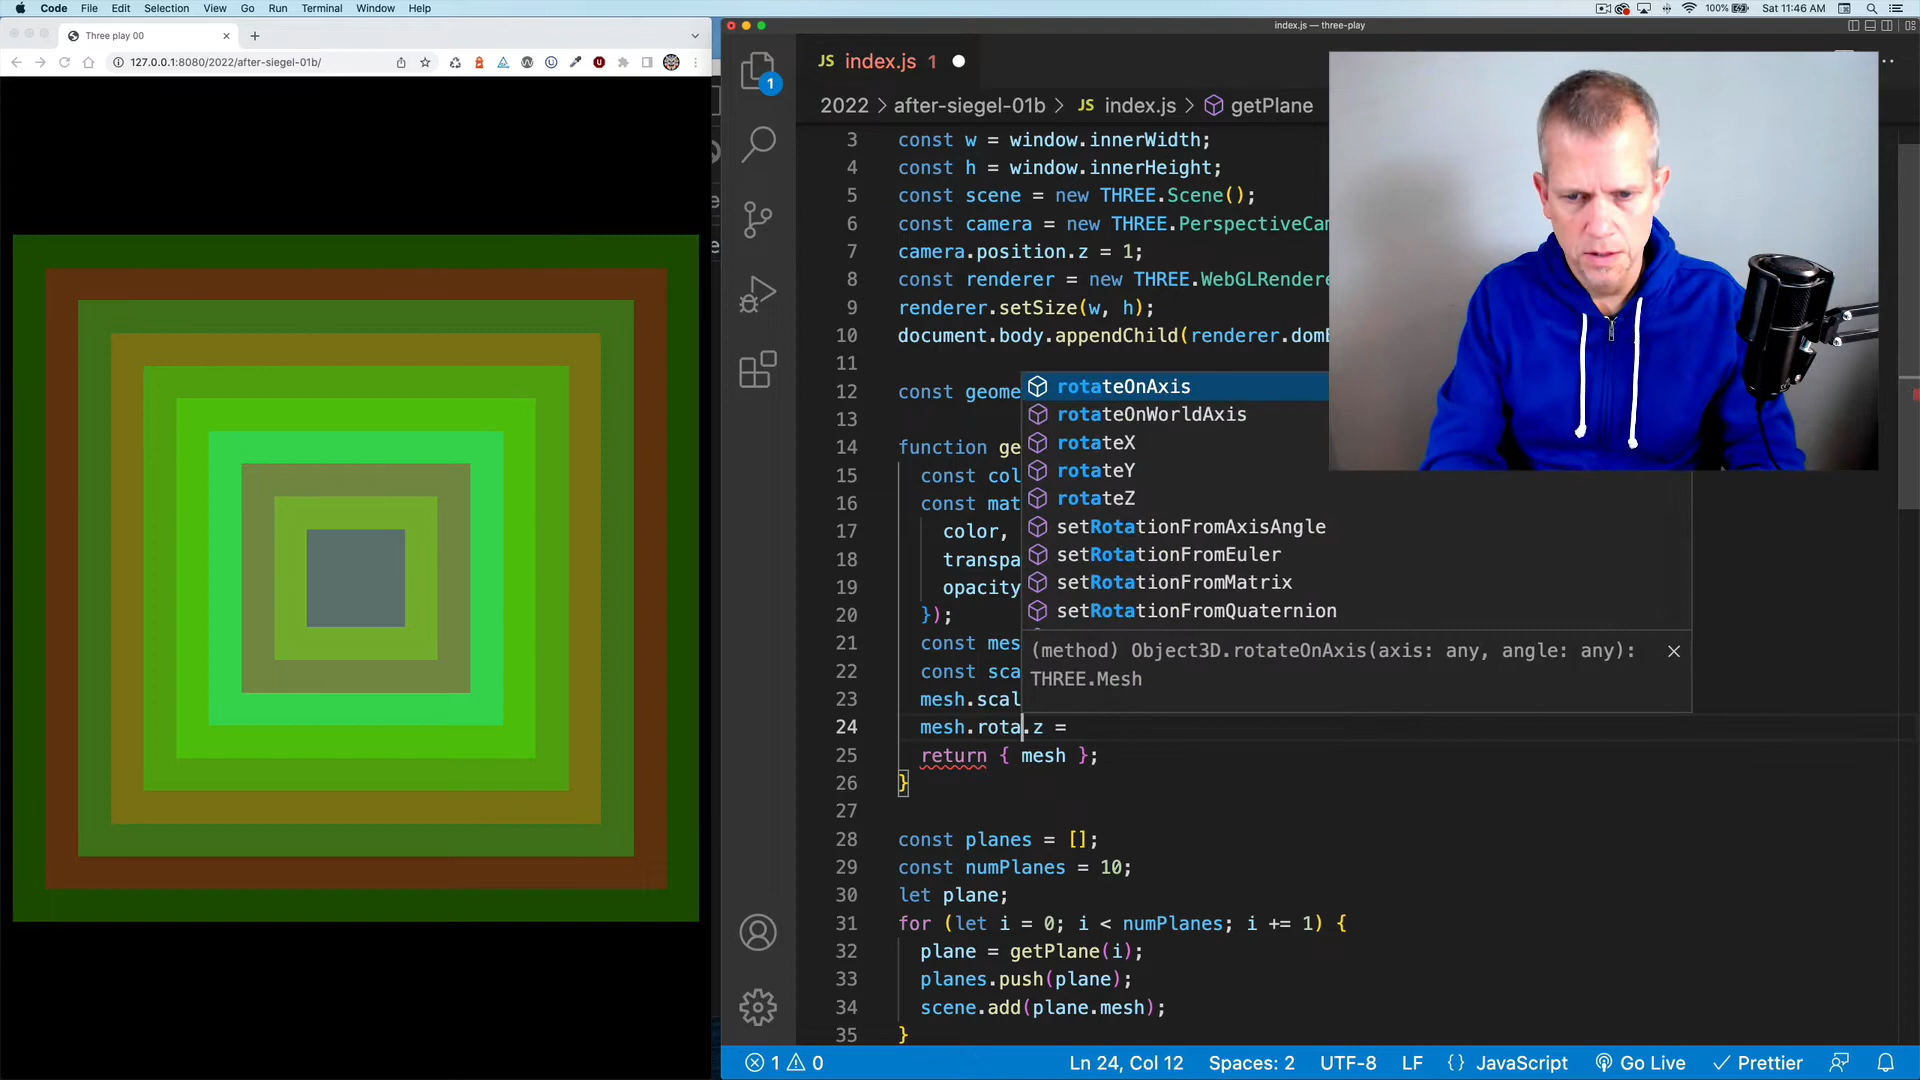 Code File Edit Selection View Go Run Terminal Window Help
100% Sat 11:46 AM
Three play 00
127.0.0.1:8080/2022/after-siegel-01b/
index.js — three-play
JS index.js 1
1
2022 > after-siegel-01b > JS index.js > getPlane
3 const w = window.innerWidth;
4 const h = window.innerHeight;
5 const scene = new THREE.Scene();
6 const camera = new THREE.PerspectiveCam
7 camera.position.z = 1;
8 const renderer = new THREE.WebGLRendere
9 renderer.setSize(w, h);
10 document.body.appendChild(renderer.domE
11
12 const geome
13
14 function ge
15 const col
16 const mat
17 color,
18 transpa
19 opacity
20 });
21 const mes
22 const sca
23 mesh.scal
24 mesh.rota.z =
25 return { mesh };
26 }
27
28 const planes = [];
29 const numPlanes = 10;
30 let plane;
31 for (let i = 0; i < numPlanes; i += 1) {
32 plane = getPlane(i);
33 planes.push(plane);
34 scene.add(plane.mesh);
35 }
rotateOnAxis
rotateOnWorldAxis
rotateX
rotateY
rotateZ
setRotationFromAxisAngle
setRotationFromEuler
setRotationFromMatrix
setRotationFromQuaternion
(method) Object3D.rotateOnAxis(axis: any, angle: any):
THREE.Mesh
1 0
Ln 24, Col 12 Spaces: 2 UTF-8 LF {} JavaScript Go Live Prettier